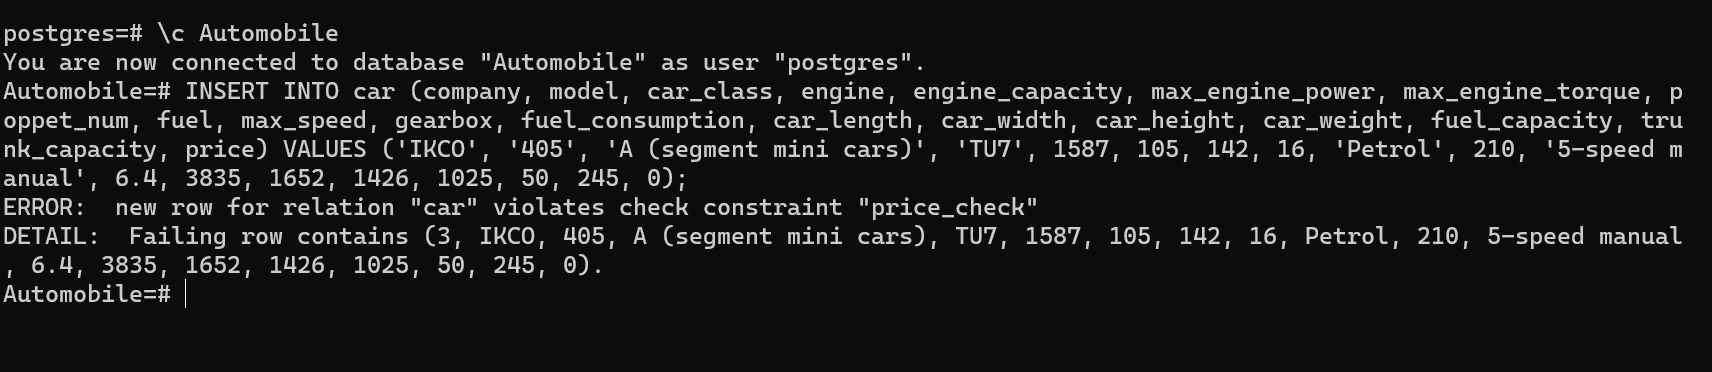 postgres=# \c Automobile
You are now connected to database "Automobile" as user "postgres".
Automobile=# INSERT INTO car (company, model, car_class, engine, engine_capacity, max_engine_power, max_engine_torque, p
oppet_num, fuel, max_speed, gearbox, fuel_consumption, car_length, car_width, car_height, car_weight, fuel_capacity, tru
nk_capacity, price) VALUES ('IKCO', '405', 'A (segment mini cars)', 'TU7', 1587, 105, 142, 16, 'Petrol', 210, '5-speed m
anual', 6.4, 3835, 1652, 1426, 1025, 50, 245, 0);
ERROR:  new row for relation "car" violates check constraint "price_check"
DETAIL:  Failing row contains (3, IKCO, 405, A (segment mini cars), TU7, 1587, 105, 142, 16, Petrol, 210, 5-speed manual
, 6.4, 3835, 1652, 1426, 1025, 50, 245, 0).
Automobile=#